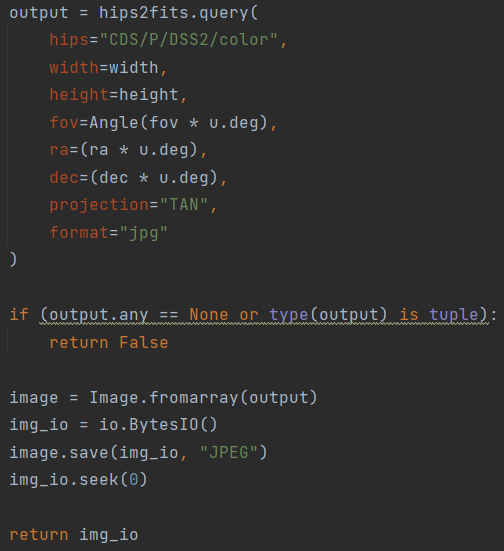 output = hips2fits.query(
    hips="CDS/P/DSS2/color",
    width=width,
    height=height,
    fov=Angle(fov * u.deg),
    ra=(ra * u.deg),
    dec=(dec * u.deg),
    projection="TAN",
    format="jpg"
)

if (output.any == None or type(output) is tuple):
    return False

image = Image.fromarray(output)
img_io = io.BytesIO()
image.save(img_io, "JPEG")
img_io.seek(0)

return img_io